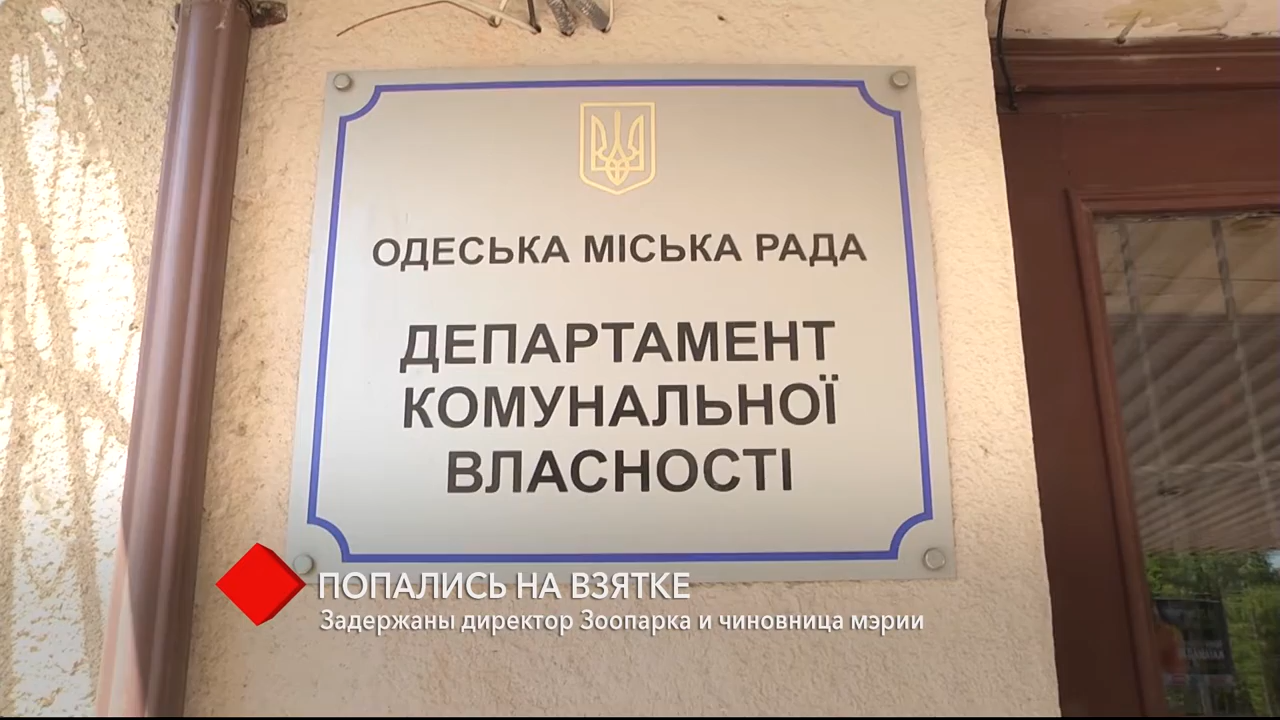 ОДЕСЬКА МІСЬКА РАДА
ДЕПАРТАМЕНТ
КОМУНАЛЬНОЇ
ВЛАСНОСТІ
ПОПАЛИСЬ НА ВЗЯТКЕ
Задержаны директор Зоопарка и чиновница мэрии